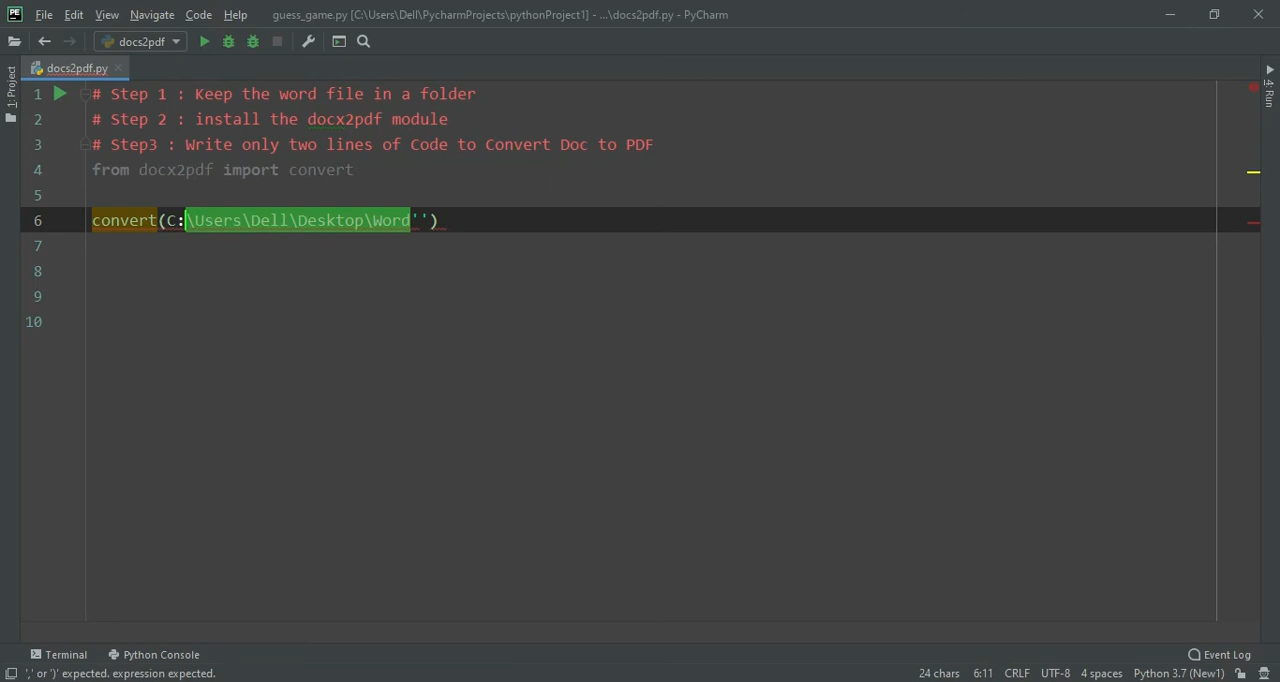 PE File Edit View Navigate Code Help guess_game.py [C:\Users\Dell\PycharmProjects\pythonProject1] - ...\docs2pdf.py - PyCharm
docs2pdf
docs2pdf.py
1: Project
4: Run
1 # Step 1 : Keep the word file in a folder
2 # Step 2 : install the docx2pdf module
3 # Step3 : Write only two lines of Code to Convert Doc to PDF
4 from docx2pdf import convert
5
6 convert(C:\Users\Dell\Desktop\Word'')
7
8
9
10
Terminal Python Console Event Log
',' or ')' expected. expression expected. 24 chars 6:11 CRLF UTF-8 4 spaces Python 3.7 (New1)